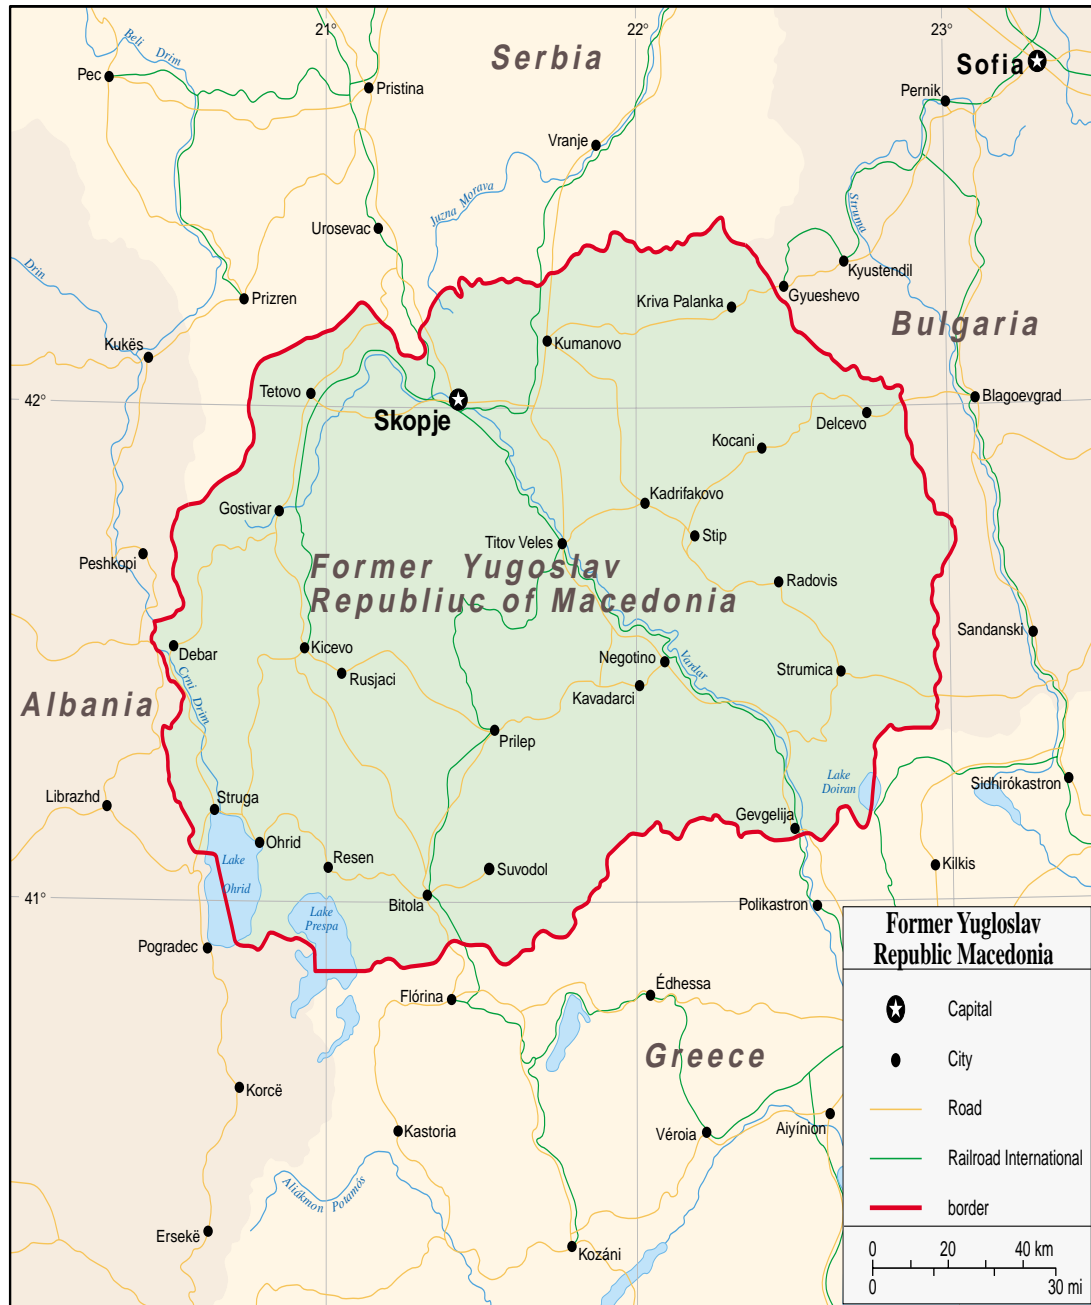 21°
22°
23°
Beli Drim
Serbia
Sofia
Pec
Pristina
Pernik
Vranje
Juzna Morava
Struma
Urosevac
Drin
Kyustendil
Prizren
Gyueshevo
Kriva Palanka
Bulgaria
Kukës
Kumanovo
Tetovo
42°
Blagoevgrad
Skopje
Delcevo
Kocani
Kadrifakovo
Gostivar
Stip
Titov Veles
Peshkopi
Former Yugoslav
Republiuc of Macedonia
Radovis
Sandanski
Debar
Kicevo
Negotino
Vardar
Strumica
Rusjaci
Crni Drim
Kavadarci
Albania
Prilep
Lake
Doiran
Sidhirókastron
Librazhd
Struga
Gevgelija
Ohrid
Lake
Ohrid
Resen
Suvodol
Kilkis
41°
Bitola
Polikastron
Lake
Prespa
Pogradec
Flórina
Édhessa
Greece
Korcë
Kastoria
Véroia
Aiyínion
Aliákmon Potamós
Ersekë
Kozáni
Former Yugloslav
Republic Macedonia
Capital
City
Road
Railroad International
border
0 20 40 km
0 30 mi